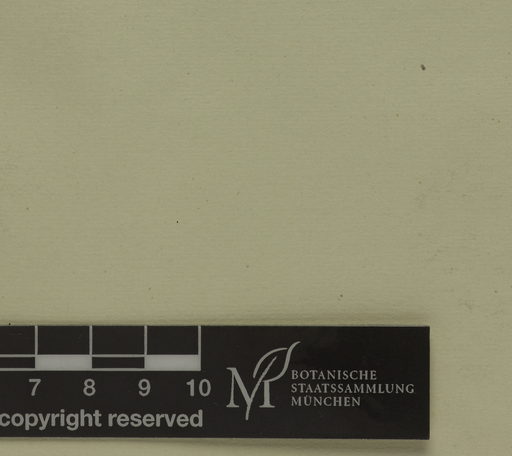 7 8 9 10
copyright reserved
M
BOTANISCHE
STAATSSAMMLUNG
MÜNCHEN